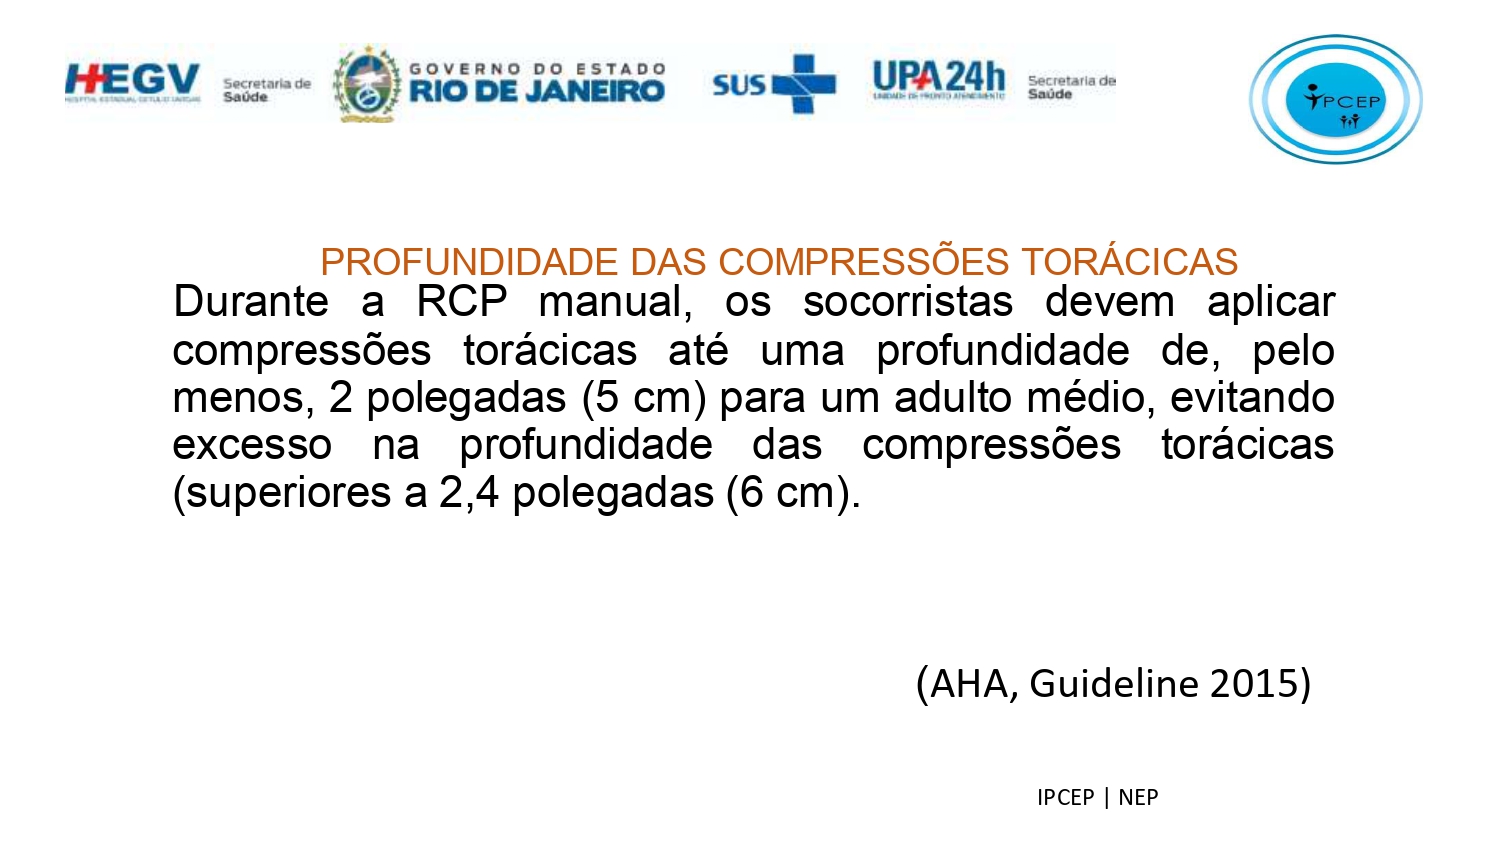 HEGV
HOSPITAL ESTADUAL GETULIO VARGAS
Secretaria de
Saúde
GOVERNO DO ESTADO
RIO DE JANEIRO
SUS
UPA24h
UNIDADE DE PRONTO ATENDIMENTO
Secretaria de
Saúde
IPCEP
PROFUNDIDADE DAS COMPRESSÕES TORÁCICAS
Durante a RCP manual, os socorristas devem aplicar
compressões torácicas até uma profundidade de, pelo
menos, 2 polegadas (5 cm) para um adulto médio, evitando
excesso na profundidade das compressões torácicas
(superiores a 2,4 polegadas (6 cm).
(AHA, Guideline 2015)
IPCEP | NEP